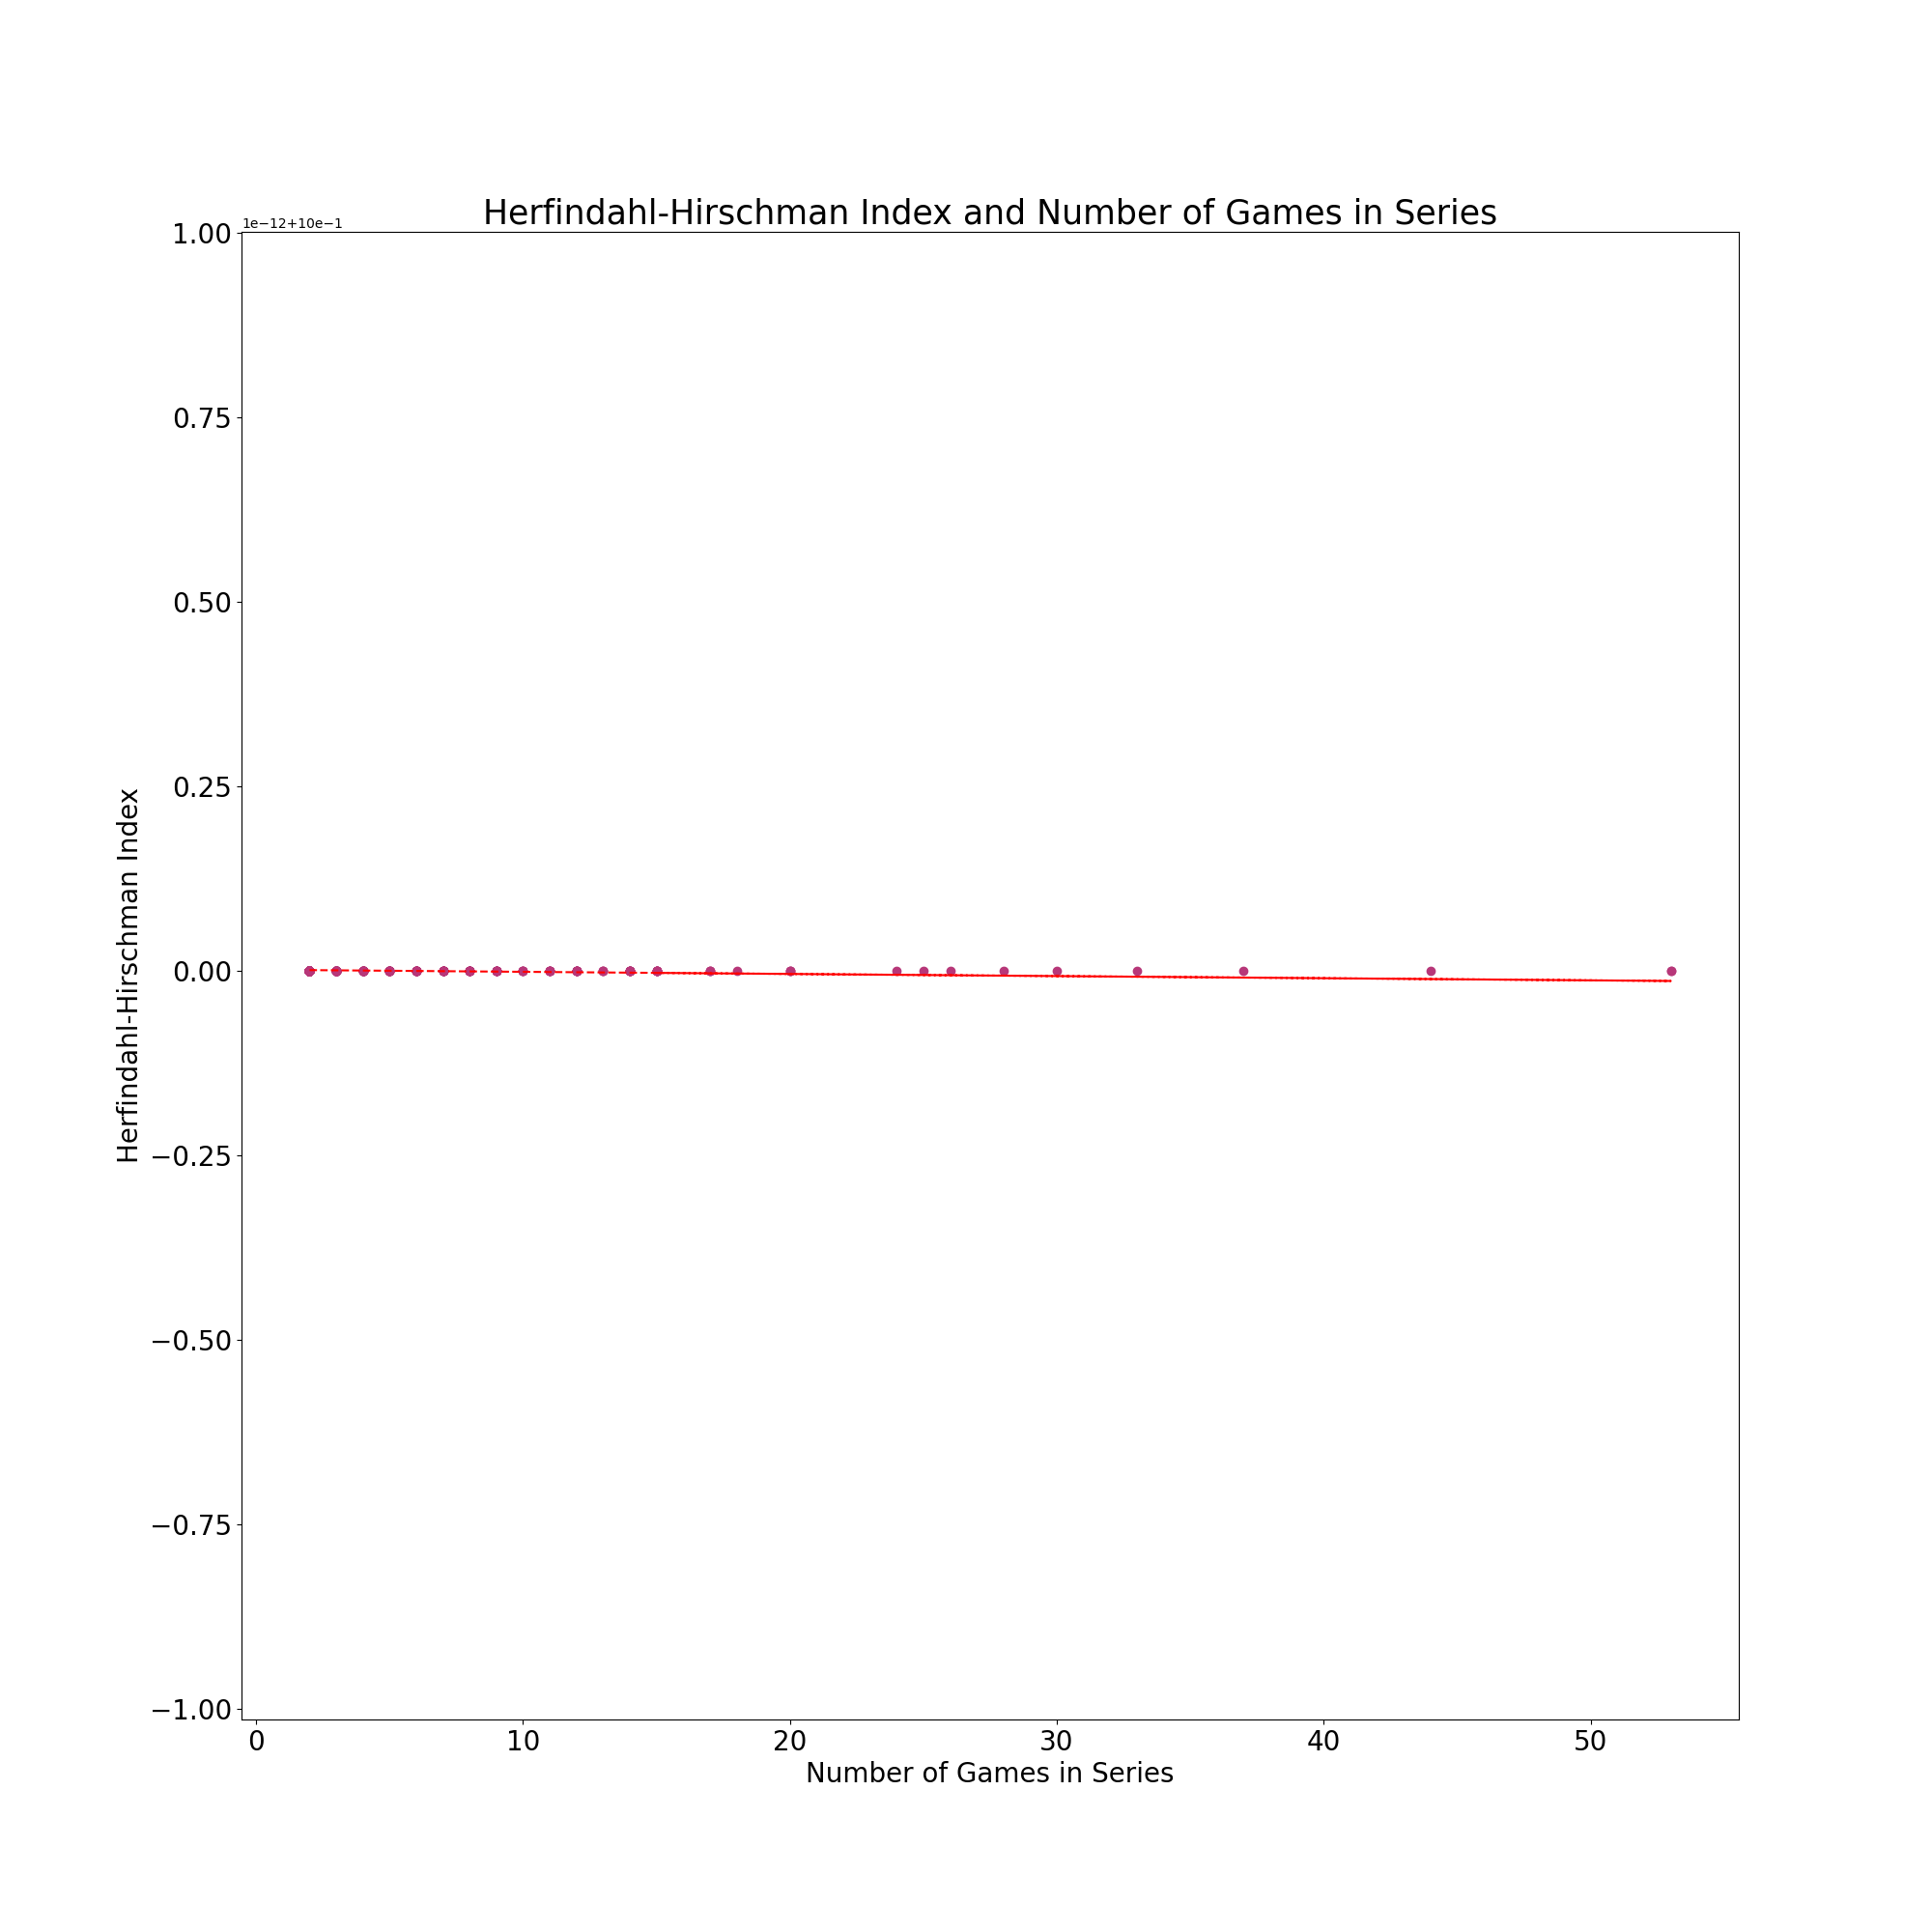 Herfindahl-Hirschman Index and Number of Games in Series
1e−12+10e−1
1.00
0.75
0.50
0.25
0.00
−0.25
−0.50
−0.75
−1.00
Herfindahl-Hirschman Index
0 10 20 30 40 50
Number of Games in Series